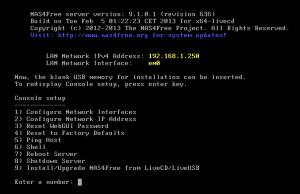 NAS4Free server version: 9.1.0.1 (revision 636)
Build on Tue Feb 5 01:22:23 CET 2013 for x64-livecd
Copyright (c) 2012-2013 The NAS4Free Project. All Rights Reserved.
Visit: http://www.nas4free.org for system updates!
LAN Network IPv4 Address: 192.168.1.250
LAN Network Interface: em0
Now, the blank USB memory for installation can be inserted.
To redisplay Console setup, press enter key.
Console setup
-------------
1) Configure Network Interfaces
2) Configure Network IP Address
3) Reset WebGUI Password
4) Reset to Factory Defaults
5) Ping Host
6) Shell
7) Reboot Server
8) Shutdown Server
9) Install/Upgrade NAS4Free from LiveCD/LiveUSB
Enter a number: